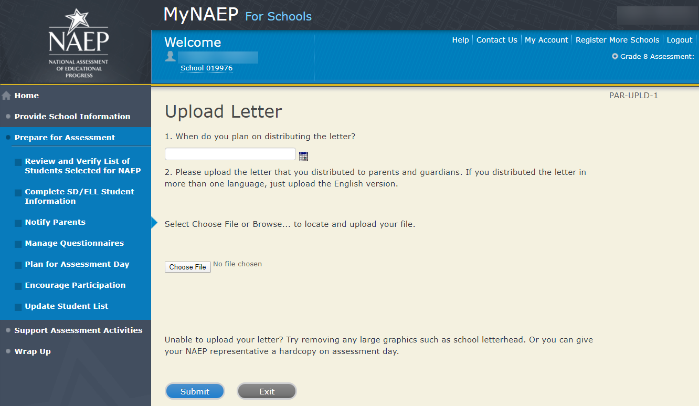 MyNAEP For Schools
NAEP
NATIONAL ASSESSMENT
OF EDUCATIONAL
PROGRESS
Welcome
School 019976
Help | Contact Us | My Account | Register More Schools | Logout
Grade 8 Assessment:
Home
Provide School Information
Prepare for Assessment
Review and Verify List of
Students Selected for NAEP
Complete SD/ELL Student
Information
Notify Parents
Manage Questionnaires
Plan for Assessment Day
Encourage Participation
Update Student List
Support Assessment Activities
Wrap Up
PAR-UPLD-1
Upload Letter
1. When do you plan on distributing the letter?
2. Please upload the letter that you distributed to parents and guardians. If you distributed the letter in
more than one language, just upload the English version.
Select Choose File or Browse... to locate and upload your file.
Choose File No file chosen
Unable to upload your letter? Try removing any large graphics such as school letterhead. Or you can give
your NAEP representative a hardcopy on assessment day.
Submit Exit